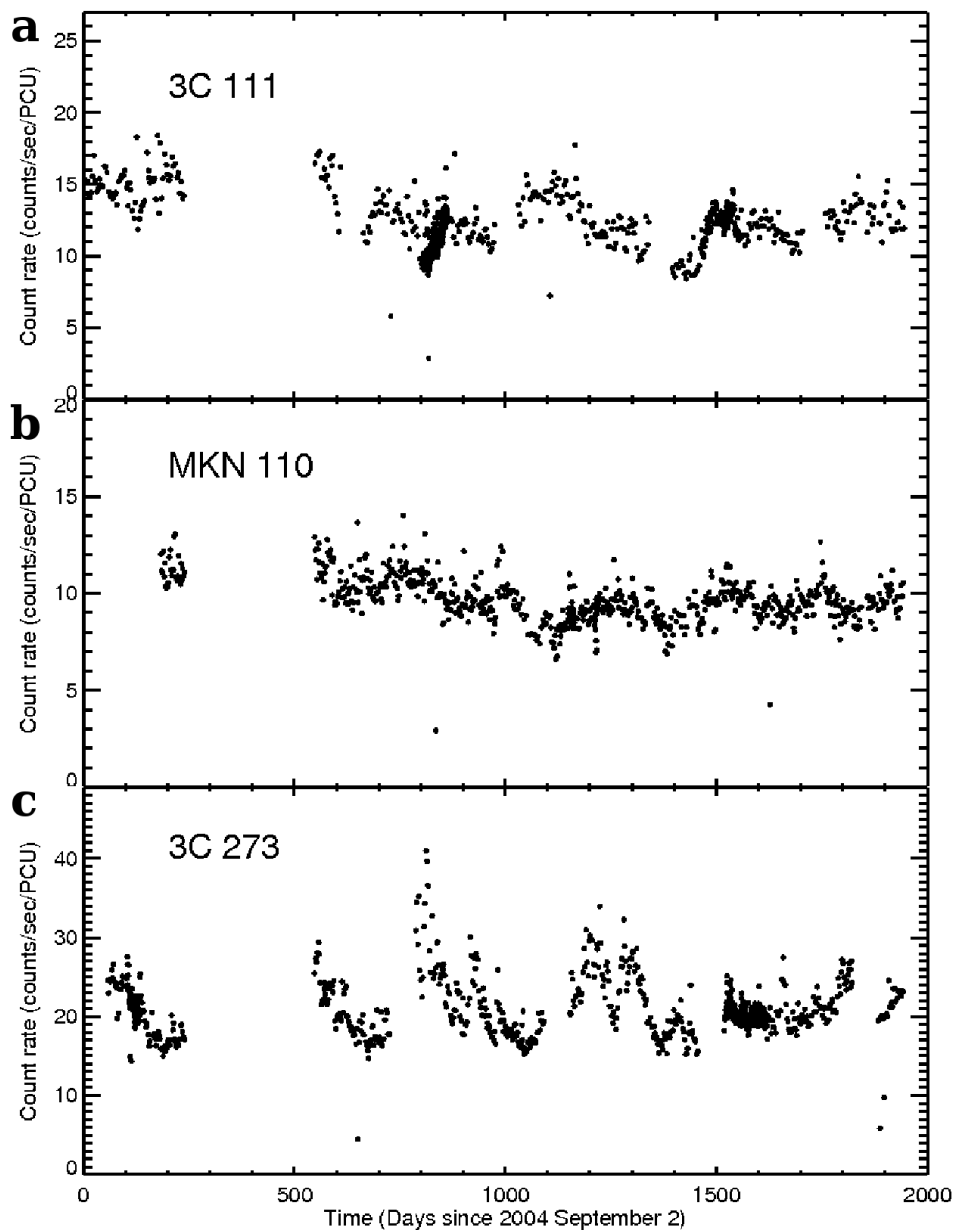 a
25
20
15
10
5
0
Count rate (counts/sec/PCU)
3C 111
b
20
15
10
5
0
Count rate (counts/sec/PCU)
MKN 110
c
40
30
20
10
0
Count rate (counts/sec/PCU)
3C 273
0 500 1000 1500 2000
Time (Days since 2004 September 2)